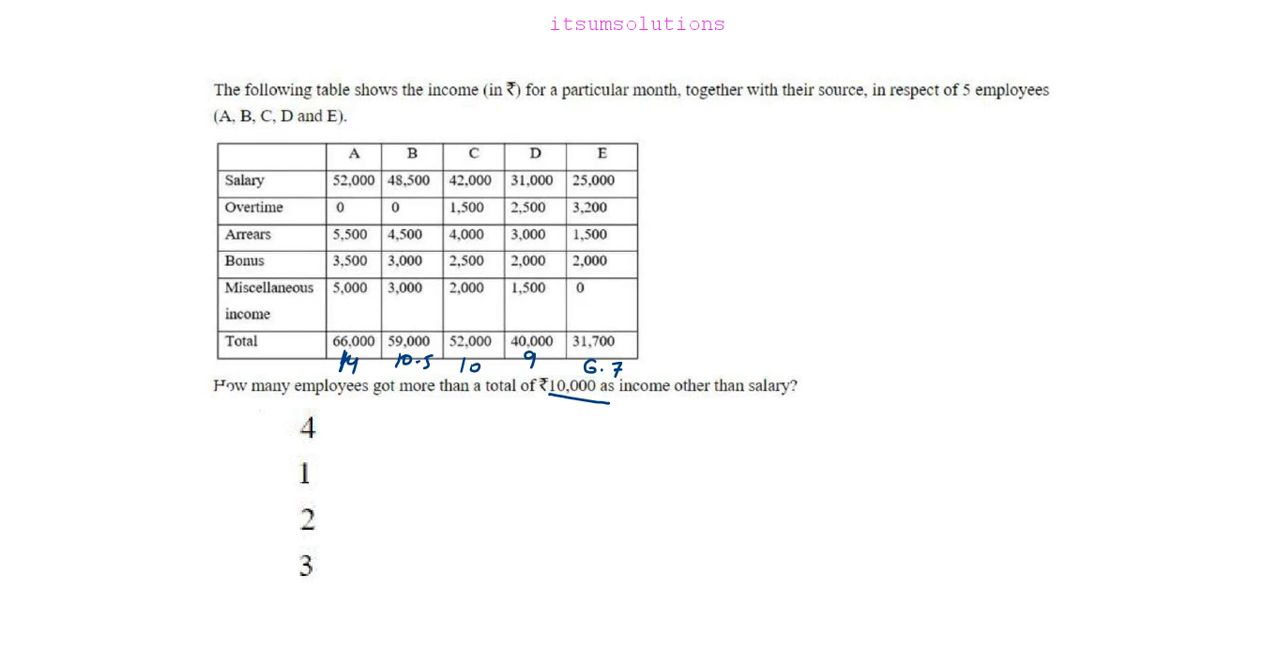 itsumsolutions
The following table shows the income (in ₹) for a particular month, together with their source, in respect of 5 employees
(A, B, C, D and E).
A B C D E
Salary 52,000 48,500 42,000 31,000 25,000
Overtime 0 0 1,500 2,500 3,200
Arrears 5,500 4,500 4,000 3,000 1,500
Bonus 3,500 3,000 2,500 2,000 2,000
Miscellaneous 5,000 3,000 2,000 1,500 0
income
Total 66,000 59,000 52,000 40,000 31,700
14 10.5 10 9 6.7
How many employees got more than a total of ₹10,000 as income other than salary?
4
1
2
3